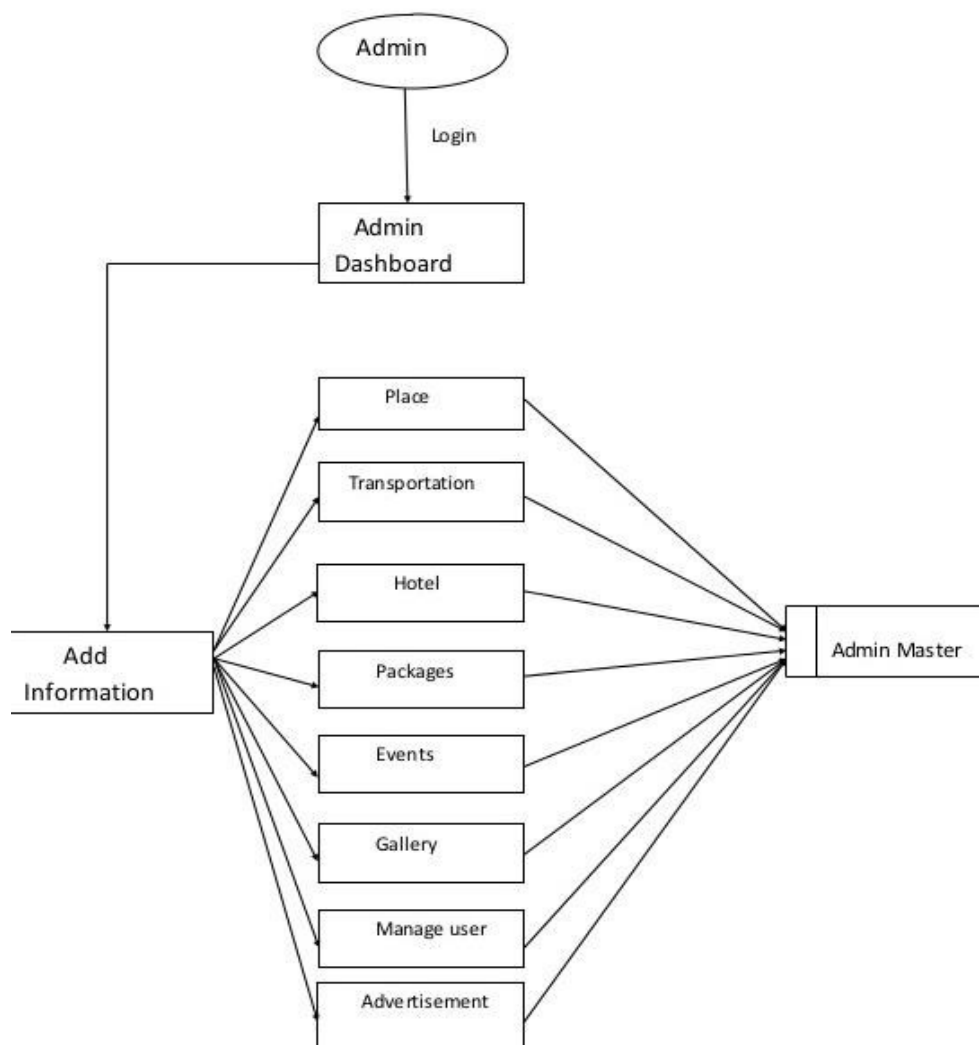 Admin
Login
Admin
Dashboard
Place
Transportation
Hotel
Add
Information
Packages
Admin Master
Events
Gallery
Manage user
Advertisement